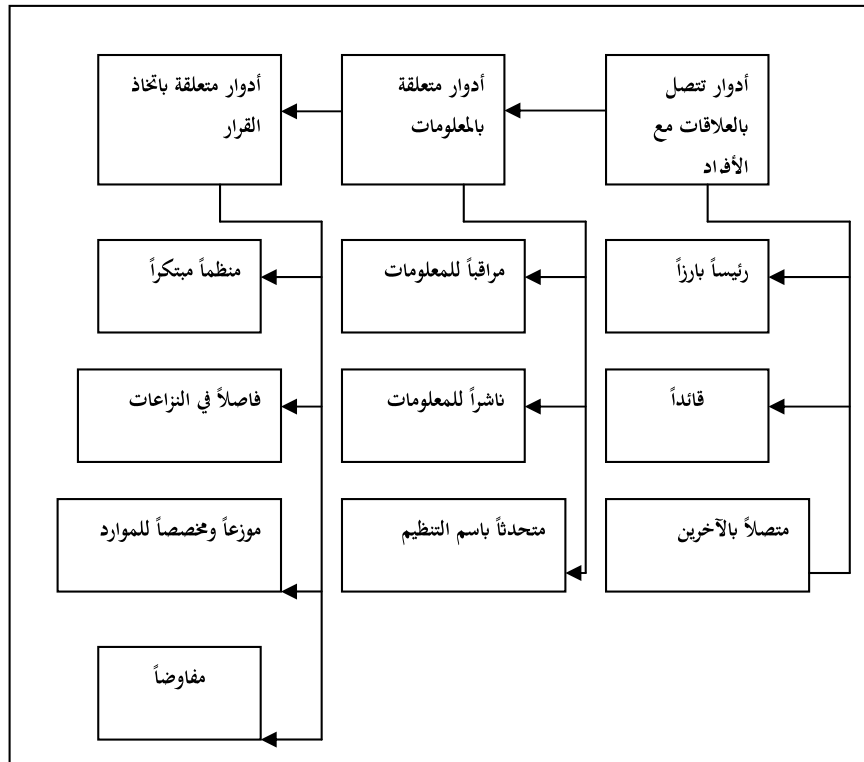 أدوار تتصل
بالعلاقات مع
الأفراد
أدوار متعلقة
بالمعلومات
أدوار متعلقة باتخاذ
القرار
رئيساً بارزاً
مراقباً للمعلومات
منظماً مبتكراً
قائداً
ناشراً للمعلومات
فاصلاً في النزاعات
متصلاً بالآخرين
متحدثاً باسم التنظيم
موزعاً ومخصصاً للموارد
مفاوضاً